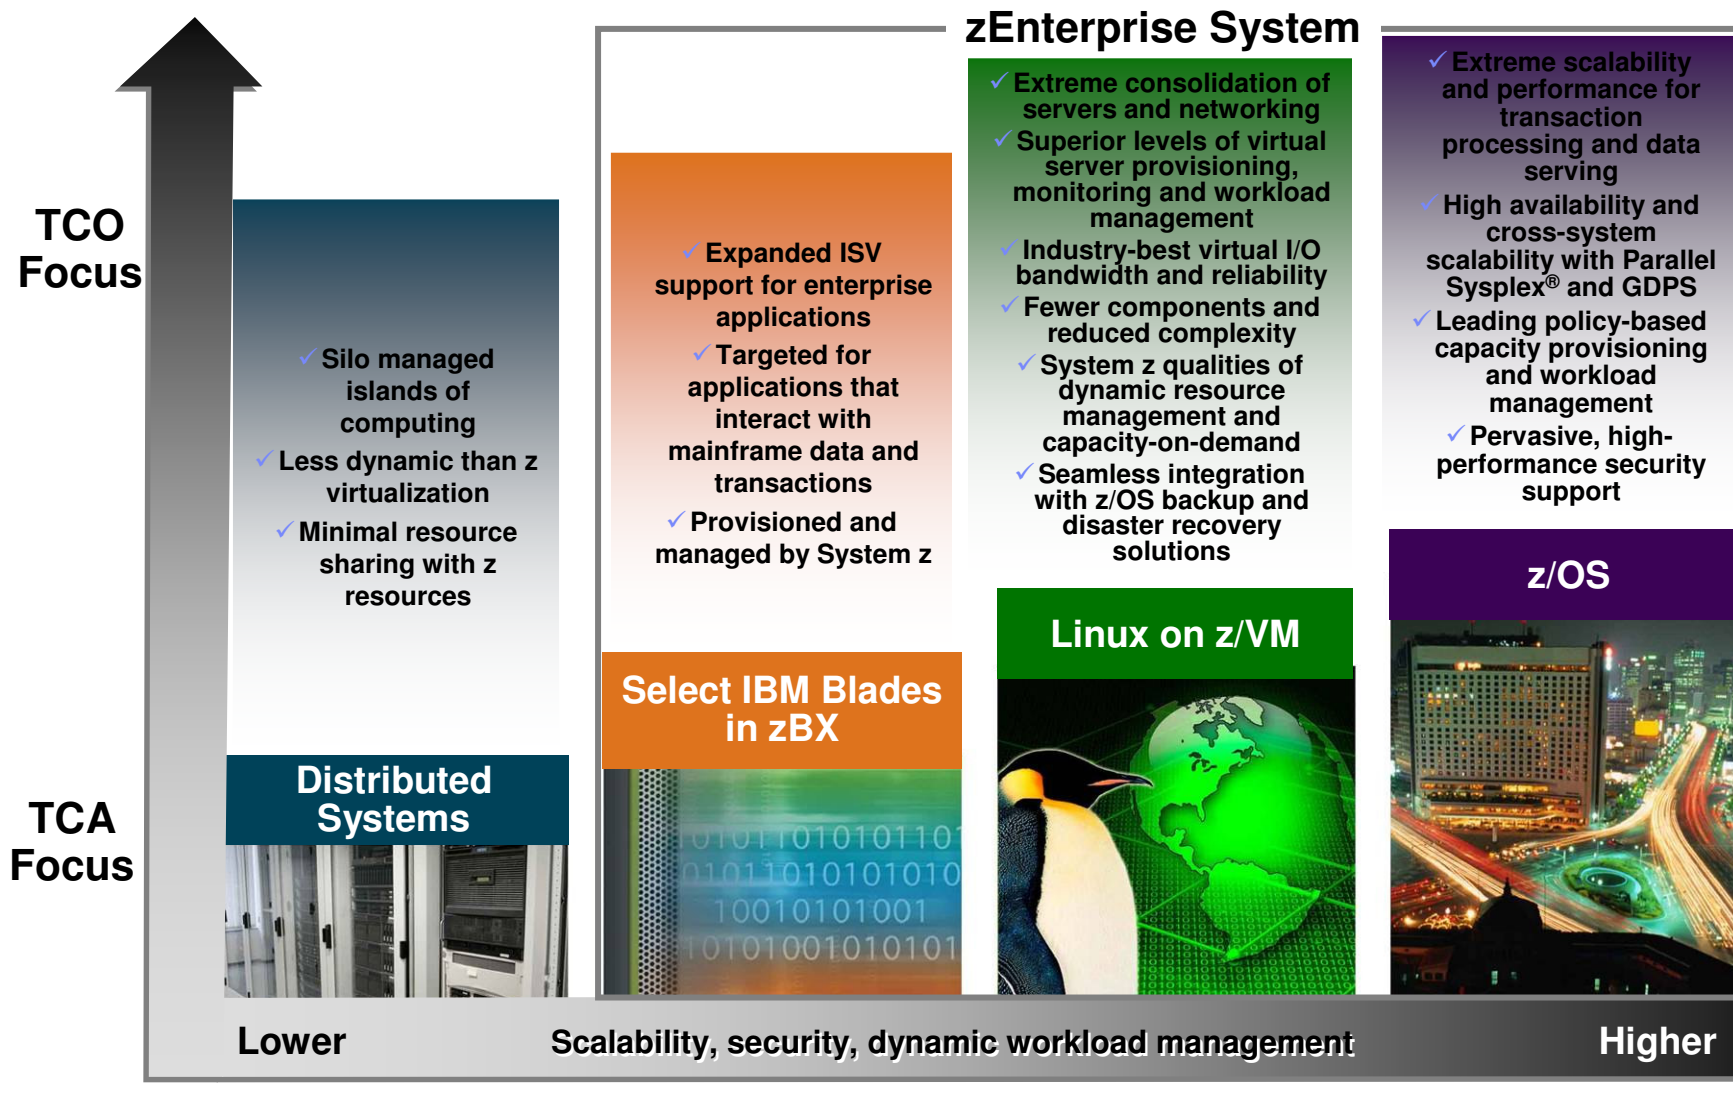 zEnterprise System
TCO
Focus
TCA
Focus
✓ Silo managed
islands of
computing
✓ Less dynamic than z
virtualization
✓ Minimal resource
sharing with z
resources
Distributed
Systems
✓ Expanded ISV
support for enterprise
applications
✓ Targeted for
applications that
interact with
mainframe data and
transactions
✓ Provisioned and
managed by System z
Select IBM Blades
in zBX
101011010101101
0101101010101010
10010101001
1010100101010101
✓ Extreme consolidation of
servers and networking
✓ Superior levels of virtual
server provisioning,
monitoring and workload
management
✓ Industry-best virtual I/O
bandwidth and reliability
✓ Fewer components and
reduced complexity
✓ System z qualities of
dynamic resource
management and
capacity-on-demand
✓ Seamless integration
with z/OS backup and
disaster recovery
solutions
Linux on z/VM
✓ Extreme scalability
and performance for
transaction
processing and data
serving
✓ High availability and
cross-system
scalability with Parallel
Sysplex® and GDPS
✓ Leading policy-based
capacity provisioning
and workload
management
✓ Pervasive, high-
performance security
support
z/OS
Lower
Scalability, security, dynamic workload management
Higher